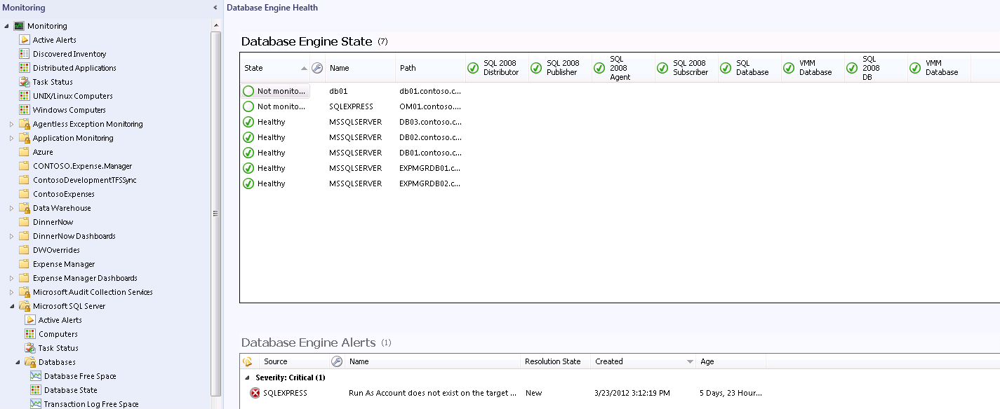 Monitoring
Database Engine Health
Monitoring
Active Alerts
Discovered Inventory
Distributed Applications
Task Status
UNIX/Linux Computers
Windows Computers
Agentless Exception Monitoring
Application Monitoring
Azure
CONTOSO.Expense.Manager
ContosoDevelopmentTFSSync
ContosoExpenses
Data Warehouse
DinnerNow
DinnerNow Dashboards
DWOverrides
Expense Manager
Expense Manager Dashboards
Microsoft Audit Collection Services
Microsoft SQL Server
Active Alerts
Computers
Task Status
Databases
Database Free Space
Database State
Transaction Log Free Space
Database Engine State (7)
State Name Path SQL 2008 Distributor SQL 2008 Publisher SQL 2008 Agent SQL 2008 Subscriber SQL Database VMM Database SQL 2008 DB VMM Database
Not monito... db01 db01.contoso.c...
Not monito... SQLEXPRESS OM01.contoso....
Healthy MSSQLSERVER DB03.contoso.c...
Healthy MSSQLSERVER DB02.contoso.c...
Healthy MSSQLSERVER DB01.contoso.c...
Healthy MSSQLSERVER EXPMGRDB01.c...
Healthy MSSQLSERVER EXPMGRDB02.c...
Database Engine Alerts (1)
Source Name Resolution State Created Age
Severity: Critical (1)
SQLEXPRESS Run As Account does not exist on the target ... New 3/23/2012 3:12:19 PM 5 Days, 23 Hour...